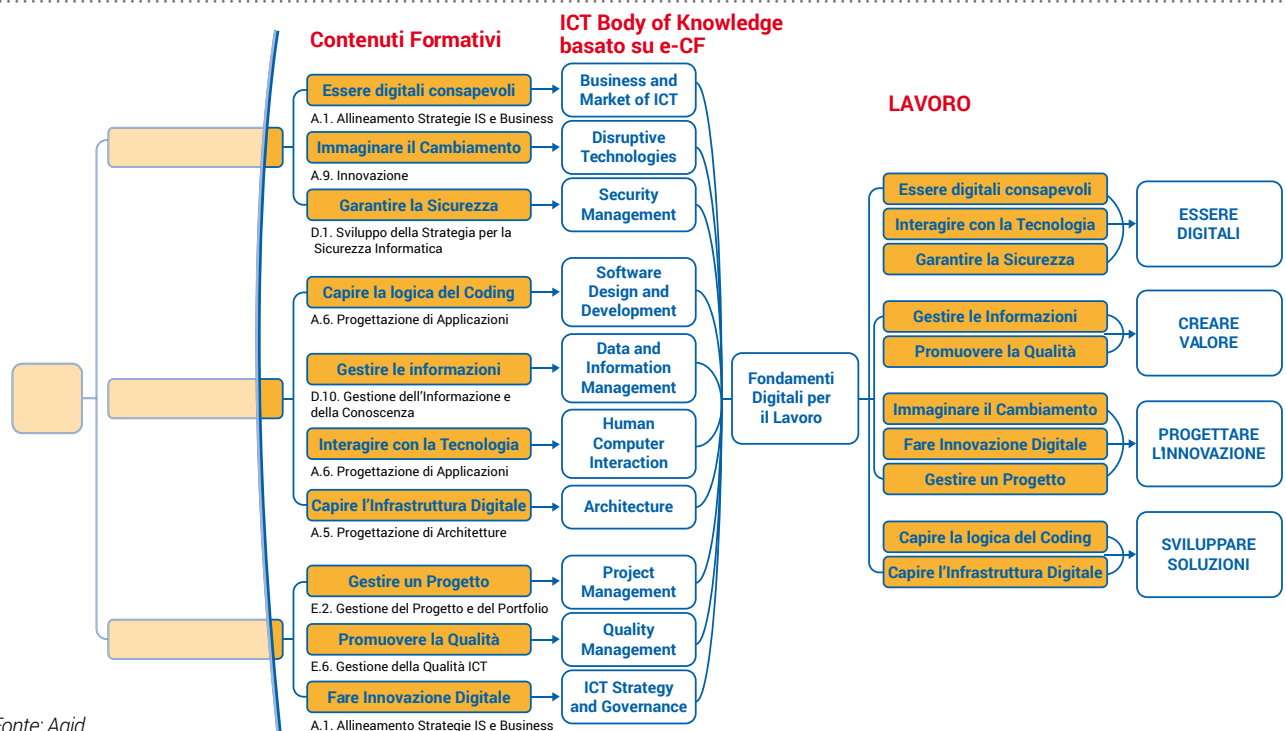 Contenuti Formativi
ICT Body of Knowledge
basato su e-CF
Essere digitali consapevoli
A.1. Allineamento Strategie IS e Business
Business and
Market of ICT
Immaginare il Cambiamento
A.9. Innovazione
Disruptive
Technologies
Garantire la Sicurezza
D.1. Sviluppo della Strategia per la
Sicurezza Informatica
Security
Management
Capire la logica del Coding
A.6. Progettazione di Applicazioni
Software
Design and
Development
Gestire le informazioni
D.10. Gestione dell'Informazione e
della Conoscenza
Data and
Information
Management
Interagire con la Tecnologia
A.6. Progettazione di Applicazioni
Human
Computer
Interaction
Capire l'Infrastruttura Digitale
A.5. Progettazione di Architetture
Architecture
Gestire un Progetto
E.2. Gestione del Progetto e del Portfolio
Project
Management
Promuovere la Qualità
E.6. Gestione della Qualità ICT
Quality
Management
Fare Innovazione Digitale
A.1. Allineamento Strategie IS e Business
ICT Strategy
and Governance
Fondamenti
Digitali per
il Lavoro
LAVORO
Essere digitali consapevoli
Interagire con la Tecnologia
Garantire la Sicurezza
ESSERE
DIGITALI
Gestire le Informazioni
Promuovere la Qualità
CREARE
VALORE
Immaginare il Cambiamento
Fare Innovazione Digitale
Gestire un Progetto
PROGETTARE
L'INNOVAZIONE
Capire la logica del Coding
Capire l'Infrastruttura Digitale
SVILUPPARE
SOLUZIONI
Fonte: Agid